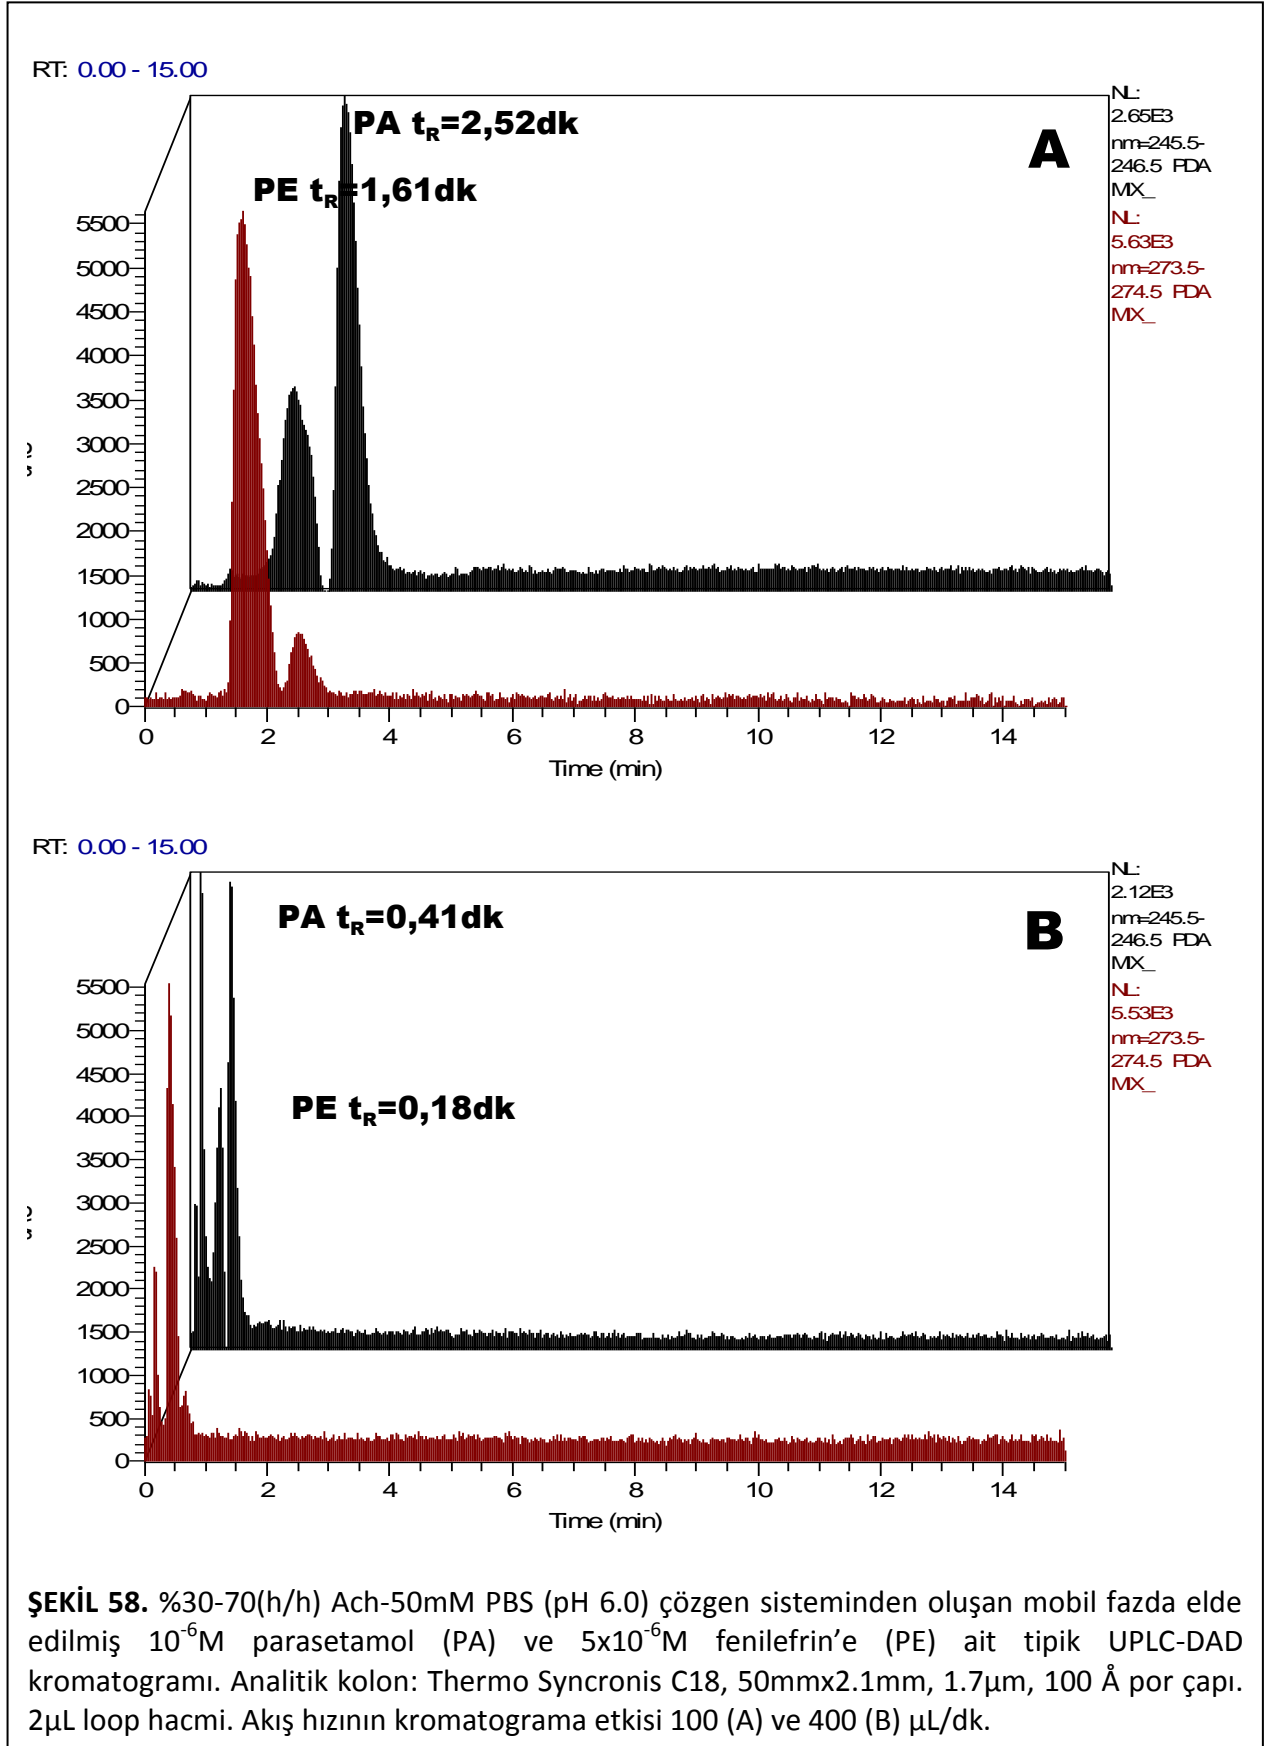 RT: 0.00 - 15.00
PA tR=2,52dk
PE tR=1,61dk
A
NL:
2.65E3
nm=245.5-
246.5 PDA
MX_
NL:
5.63E3
nm=273.5-
274.5 PDA
MX_
5500
5000
4500
4000
3500
3000
2500
2000
1500
1000
500
0
0 2 4 6 8 10 12 14
Time (min)
RT: 0.00 - 15.00
PA tR=0,41dk
PE tR=0,18dk
B
NL:
2.12E3
nm=245.5-
246.5 PDA
MX_
NL:
5.53E3
nm=273.5-
274.5 PDA
MX_
5500
5000
4500
4000
3500
3000
2500
2000
1500
1000
500
0
0 2 4 6 8 10 12 14
Time (min)
ŞEKİL 58. %30-70(h/h) Ach-50mM PBS (pH 6.0) çözgen sisteminden oluşan mobil fazda elde
edilmiş 10⁻⁶M parasetamol (PA) ve 5x10⁻⁶M fenilefrin’e (PE) ait tipik UPLC-DAD
kromatogramı. Analitik kolon: Thermo Syncronis C18, 50mmx2.1mm, 1.7µm, 100 Å por çapı.
2µL loop hacmi. Akış hızının kromatograma etkisi 100 (A) ve 400 (B) µL/dk.